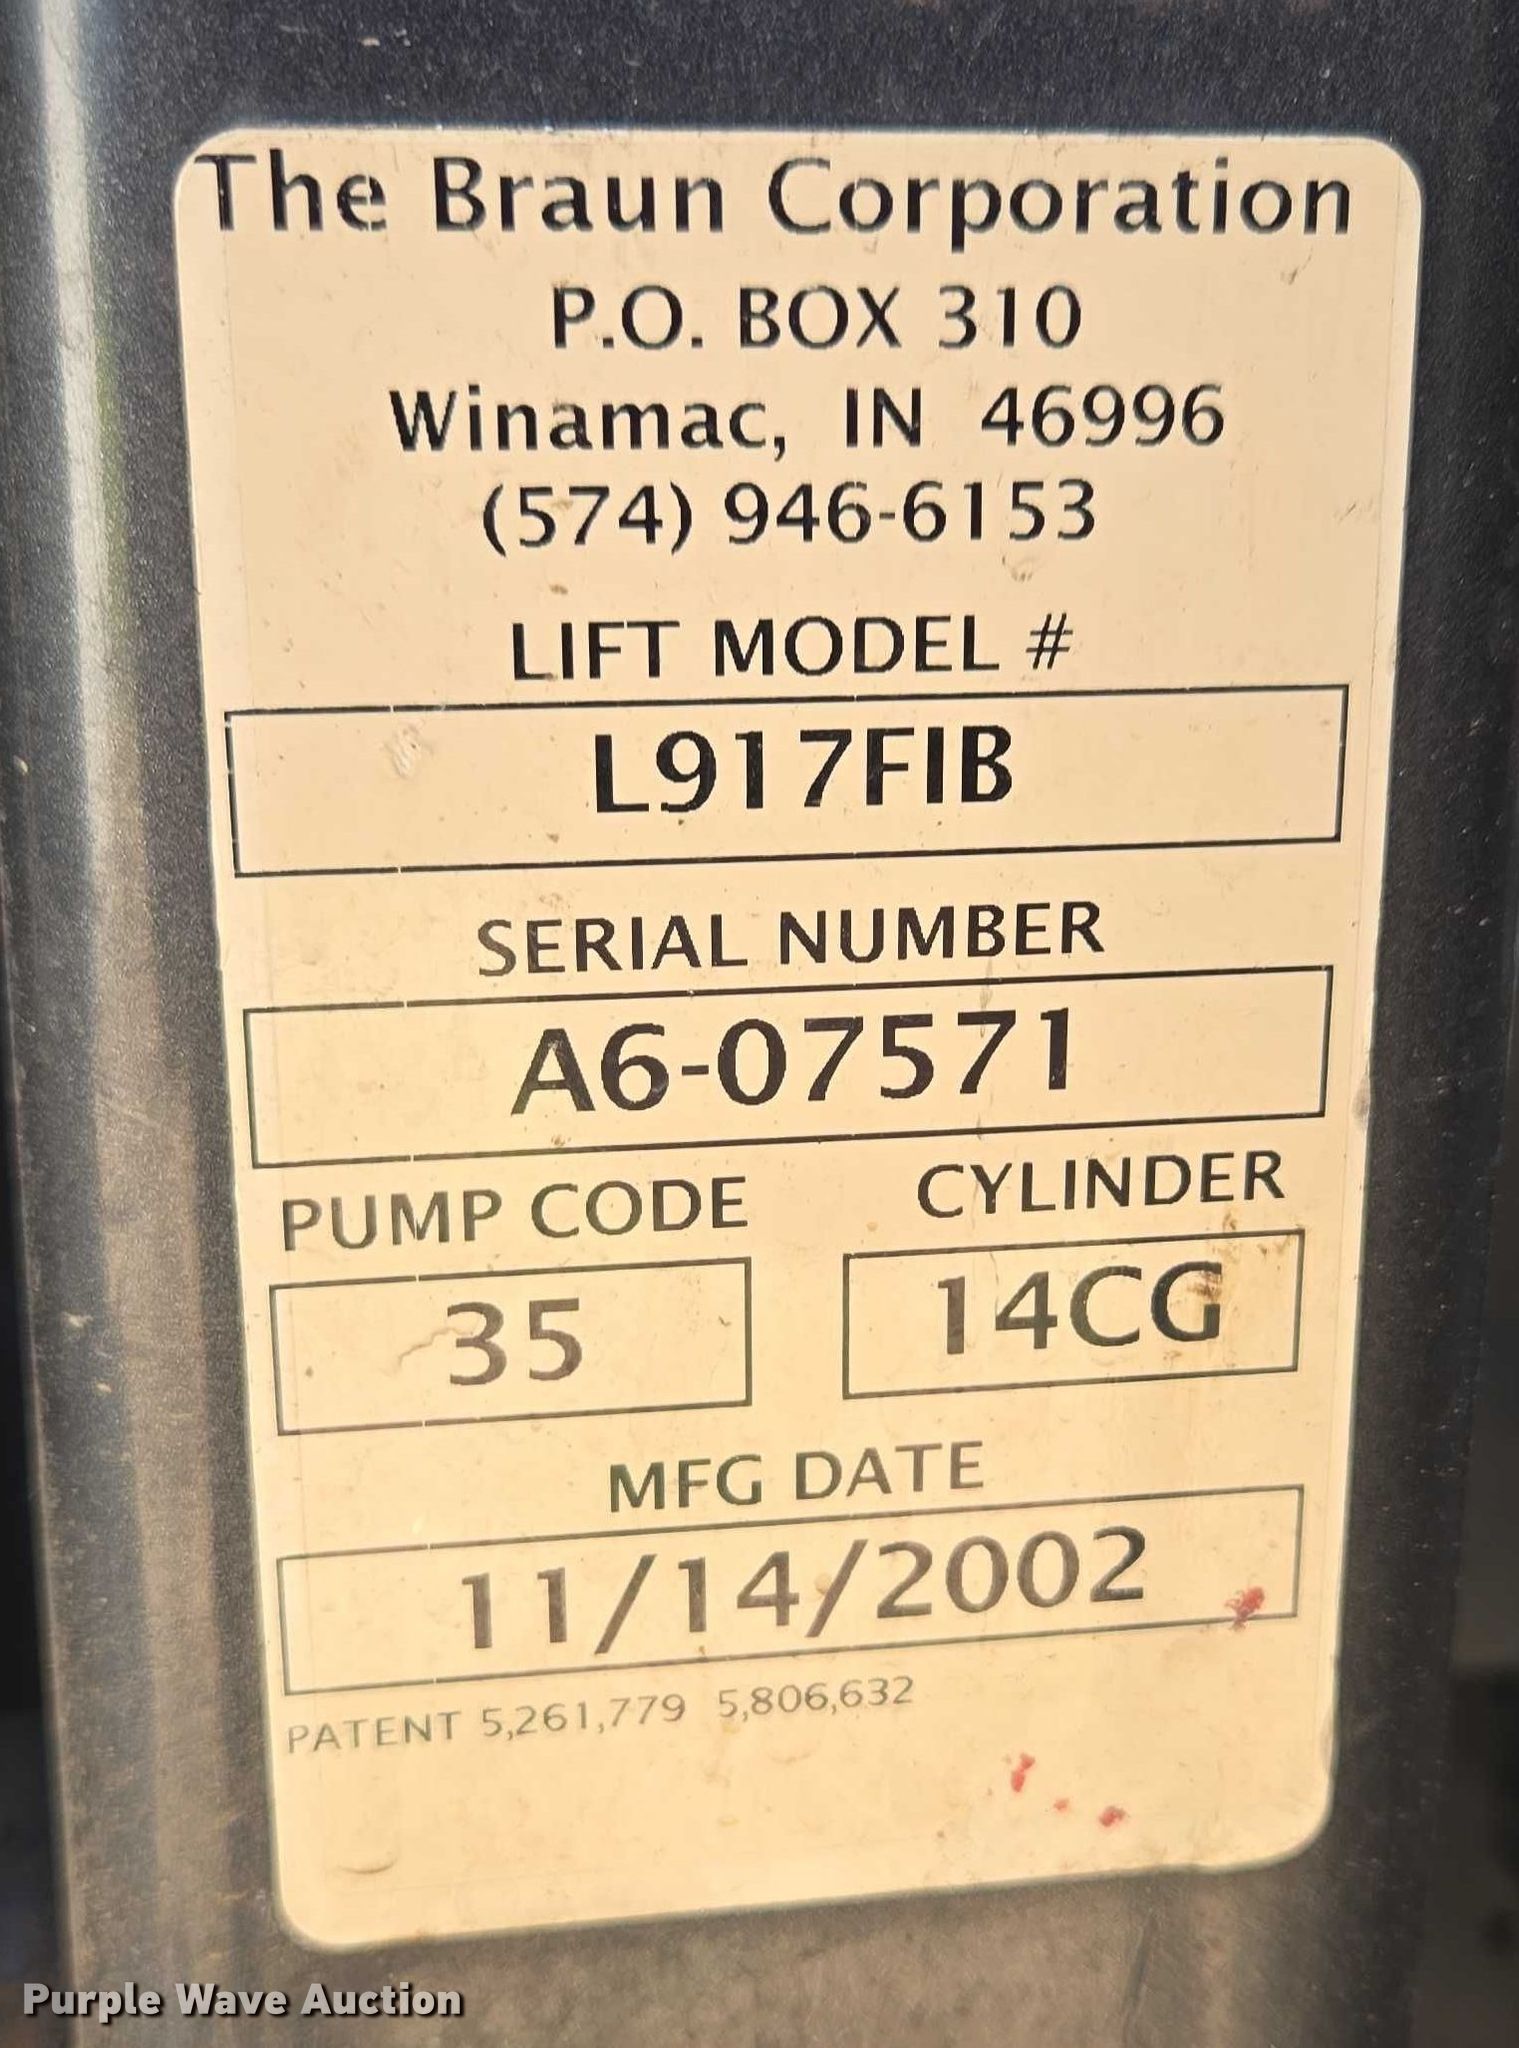 The Braun Corporation
P.O. BOX 310
Winamac, IN 46996
(574) 946-6153
LIFT MODEL #
L917FIB
SERIAL NUMBER
A6-07571
PUMP CODE CYLINDER
35 14CG
MFG DATE
11/14/2002
PATENT 5,261,779 5,806,632
Purple Wave Auction